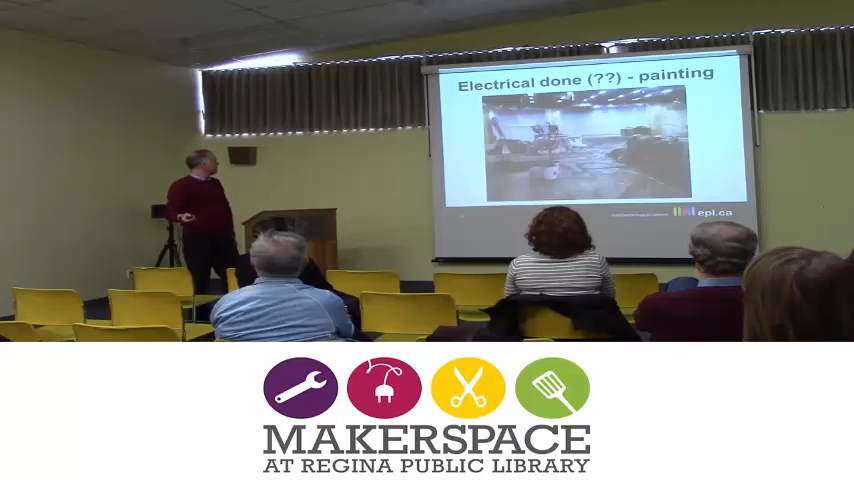 Electrical done (??) - painting
epl.ca
MAKERSPACE
AT REGINA PUBLIC LIBRARY